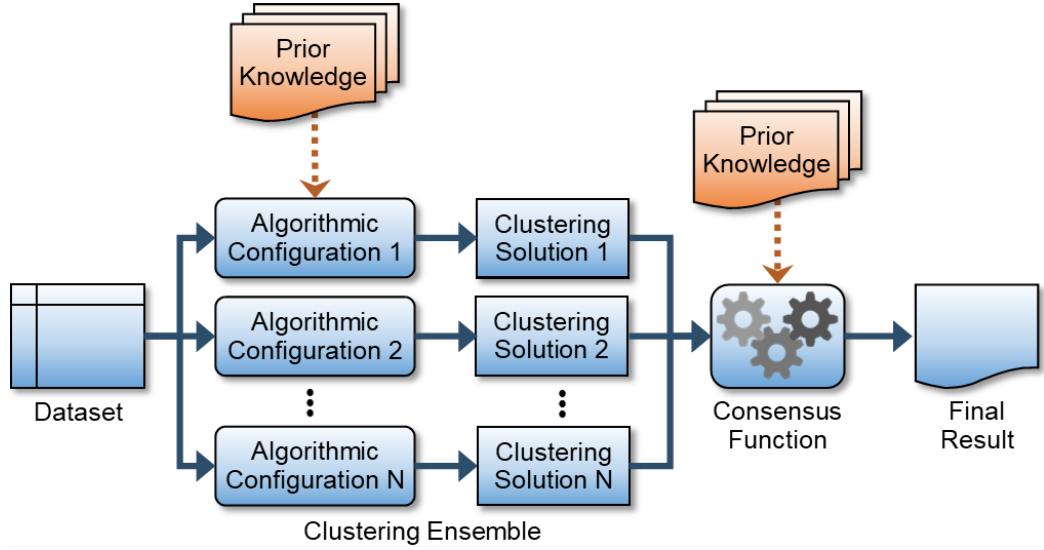 Prior
Knowledge
Prior
Knowledge
Algorithmic
Configuration 1
Clustering
Solution 1
Algorithmic
Configuration 2
Clustering
Solution 2
Dataset
Consensus
Function
Final
Result
Algorithmic
Configuration N
Clustering
Solution N
Clustering Ensemble